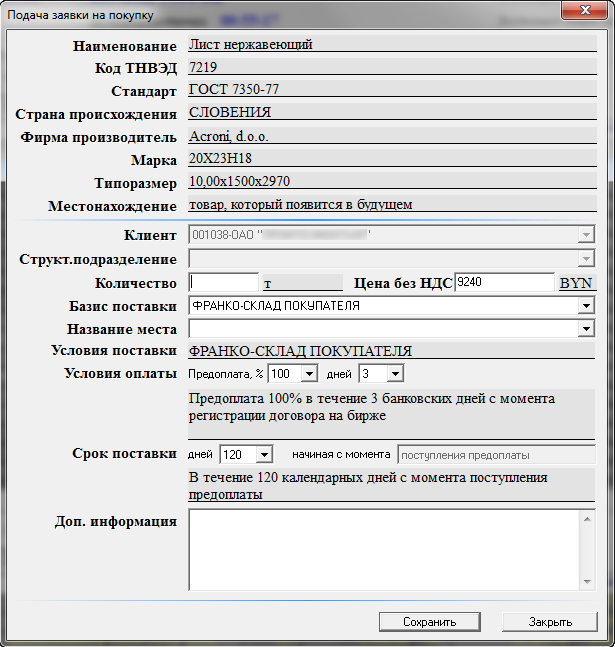 Подача заявки на покупку
Наименование Лист нержавеющий
Код ТНВЭД 7219
Стандарт ГОСТ 7350-77
Страна происхождения СЛОВЕНИЯ
Фирма производитель Acroni, d.o.o.
Марка 20Х23Н18
Типоразмер 10,00х1500х2970
Местонахождение товар, который появится в будущем
Клиент 001038-ОАО "
Структ.подразделение
Количество т Цена без НДС 9240 BYN
Базис поставки ФРАНКО-СКЛАД ПОКУПАТЕЛЯ
Название места
Условия поставки ФРАНКО-СКЛАД ПОКУПАТЕЛЯ
Условия оплаты Предоплата, % 100 дней 3
Предоплата 100% в течение 3 банковских дней с момента
регистрации договора на бирже
Срок поставки дней 120 начиная с момента поступления предоплаты
В течение 120 календарных дней с момента поступления
предоплаты
Доп. информация
Сохранить Закрыть